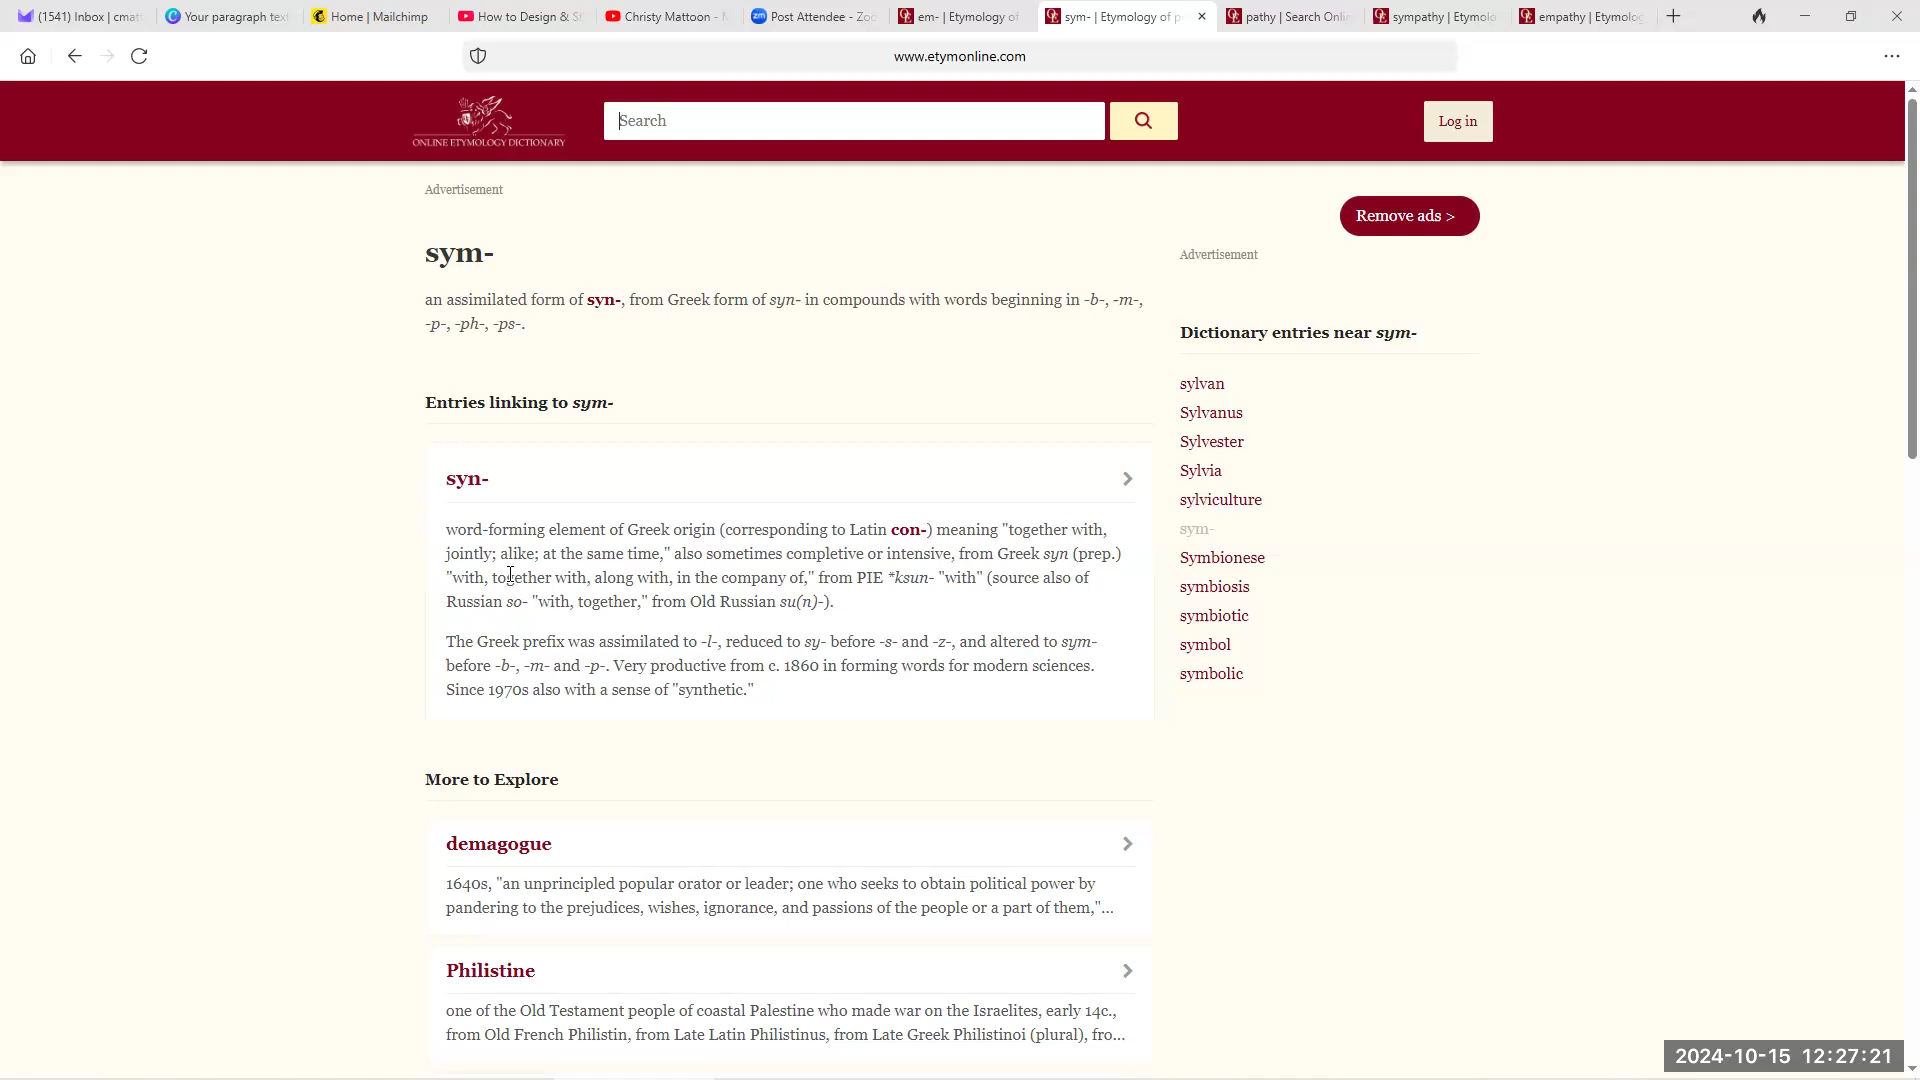 (1541) Inbox | cmat
Your paragraph text
Home | Mailchimp
How to Design & S
Christy Mattoon -
zm Post Attendee - Zoo
em- | Etymology of
sym- | Etymology of p
pathy | Search Onli
sympathy | Etymolo
empathy | Etymolog
www.etymonline.com
ONLINE ETYMOLOGY DICTIONARY
Search
Log in
Advertisement
Remove ads >
sym-
Advertisement
an assimilated form of syn-, from Greek form of syn- in compounds with words beginning in -b-, -m-,
-p-, -ph-, -ps-.
Entries linking to sym-
syn-
word-forming element of Greek origin (corresponding to Latin con-) meaning "together with,
jointly; alike; at the same time," also sometimes completive or intensive, from Greek syn (prep.)
"with, together with, along with, in the company of," from PIE *ksun- "with" (source also of
Russian so- "with, together," from Old Russian su(n)-).
The Greek prefix was assimilated to -l-, reduced to sy- before -s- and -z-, and altered to sym-
before -b-, -m- and -p-. Very productive from c. 1860 in forming words for modern sciences.
Since 1970s also with a sense of "synthetic."
More to Explore
demagogue
1640s, "an unprincipled popular orator or leader; one who seeks to obtain political power by
pandering to the prejudices, wishes, ignorance, and passions of the people or a part of them,"...
Philistine
one of the Old Testament people of coastal Palestine who made war on the Israelites, early 14c.,
from Old French Philistin, from Late Latin Philistinus, from Late Greek Philistinoi (plural), fro...
Dictionary entries near sym-
sylvan
Sylvanus
Sylvester
Sylvia
sylviculture
sym-
Symbionese
symbiosis
symbiotic
symbol
symbolic
2024-10-15 12:27:21